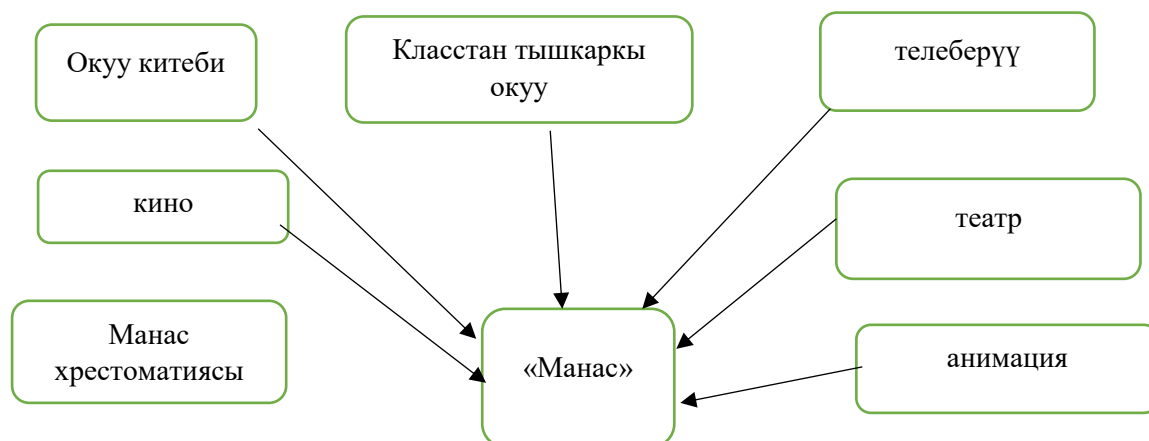 Окуу китеби
Класстан тышкаркы
окуу
телеберүү
кино
театр
Манас
хрестоматиясы
«Манас»
анимация